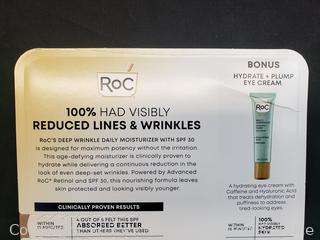 RoC
100% HAD VISIBLY
REDUCED LINES & WRINKLES
RoC'S DEEP WRINKLE DAILY MOISTURIZER WITH SPF 30
is designed for maximum potency without the irritation.
This age-defying moisturizer is clinically proven to
hydrate while delivering a continuous reduction in the
look of even deep-set wrinkles. Powered by Advanced
RoC® Retinol and SPF 30, this nourishing formula leaves
skin protected and looking visibly younger.
CLINICALLY PROVEN RESULTS
WITHIN
4 OUT OF 5 FELT THIS SPF
ABSORBED BETTER
THAN OTHERS THEY'VE USED
BONUS
HYDRATE + PLUMP
EYE CREAM
RoC
A hydrating eye cream with
Caffeine and Hyaluronic Acid
that treats dehydration and
puffiness to address
tired-looking eyes.
WITHIN
15 MINUTES
100%
HAD VISIBLY
HYDRATED
SKIN